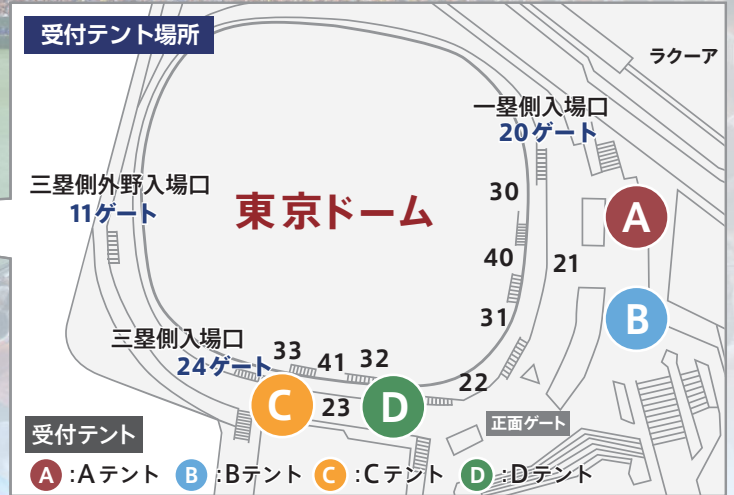 受付テント場所
ラクーア
一塁側入場口
20ゲート
三塁側外野入場口
11ゲート
東京ドーム
30
A
40
21
31
B
三塁側入場口
24ゲート
33
41
32
22
C
23
D
正面ゲート
受付テント
A :Aテント B :Bテント C :Cテント D :Dテント